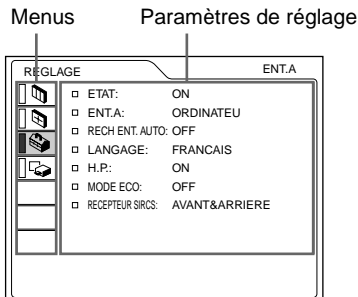 Menus Paramètres de réglage
REGLAGE ENT.A
ETAT: ON
ENT.A: ORDINATEU
RECH ENT. AUTO: OFF
LANGAGE: FRANCAIS
H.P.: ON
MODE ECO: OFF
RECEPTEUR SIRCS: AVANT&ARRIERE